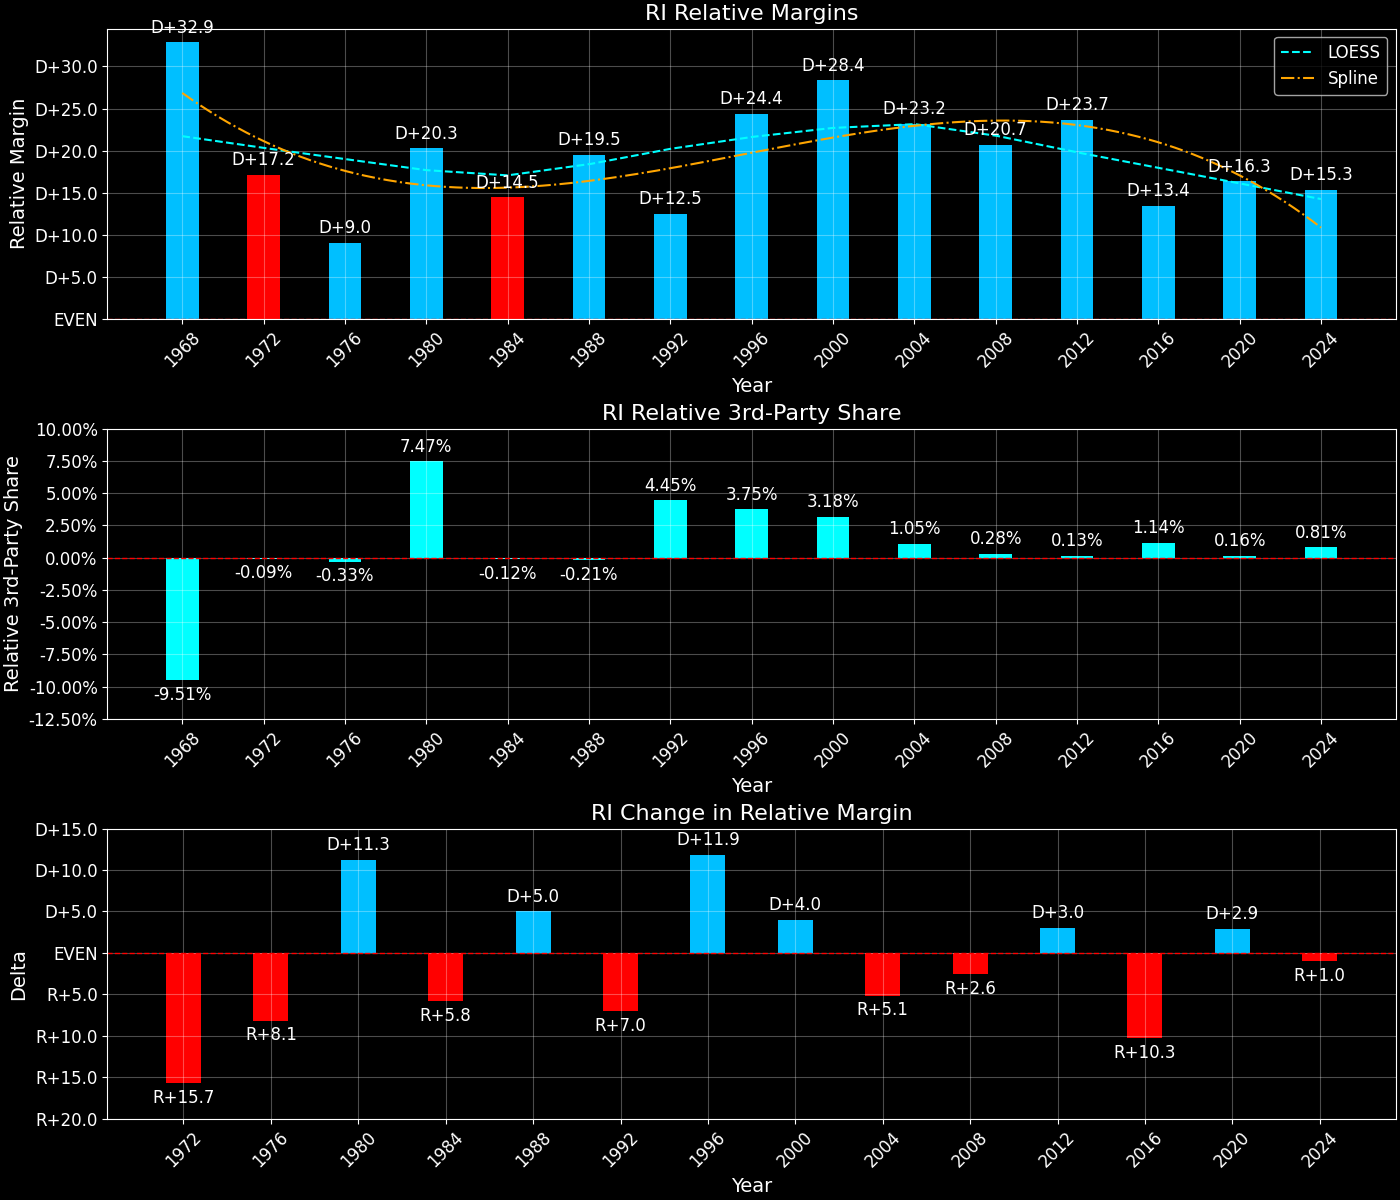 RI Relative Margins
Relative Margin
D+30.0
D+25.0
D+20.0
D+15.0
D+10.0
D+5.0
EVEN
D+32.9
D+17.2
D+9.0
D+20.3
D+14.5
D+19.5
D+12.5
D+24.4
D+28.4
D+23.2
D+20.7
D+23.7
D+13.4
D+16.3
D+15.3
LOESS
Spline
1968 1972 1976 1980 1984 1988 1992 1996 2000 2004 2008 2012 2016 2020 2024
Year
RI Relative 3rd-Party Share
Relative 3rd-Party Share
10.00%
7.50%
5.00%
2.50%
0.00%
-2.50%
-5.00%
-7.50%
-10.00%
-12.50%
-9.51%
-0.09%
-0.33%
7.47%
-0.12%
-0.21%
4.45%
3.75%
3.18%
1.05%
0.28%
0.13%
1.14%
0.16%
0.81%
1968 1972 1976 1980 1984 1988 1992 1996 2000 2004 2008 2012 2016 2020 2024
Year
RI Change in Relative Margin
Delta
D+15.0
D+10.0
D+5.0
EVEN
R+5.0
R+10.0
R+15.0
R+20.0
R+15.7
R+8.1
D+11.3
R+5.8
D+5.0
R+7.0
D+11.9
D+4.0
R+5.1
R+2.6
D+3.0
R+10.3
D+2.9
R+1.0
1972 1976 1980 1984 1988 1992 1996 2000 2004 2008 2012 2016 2020 2024
Year